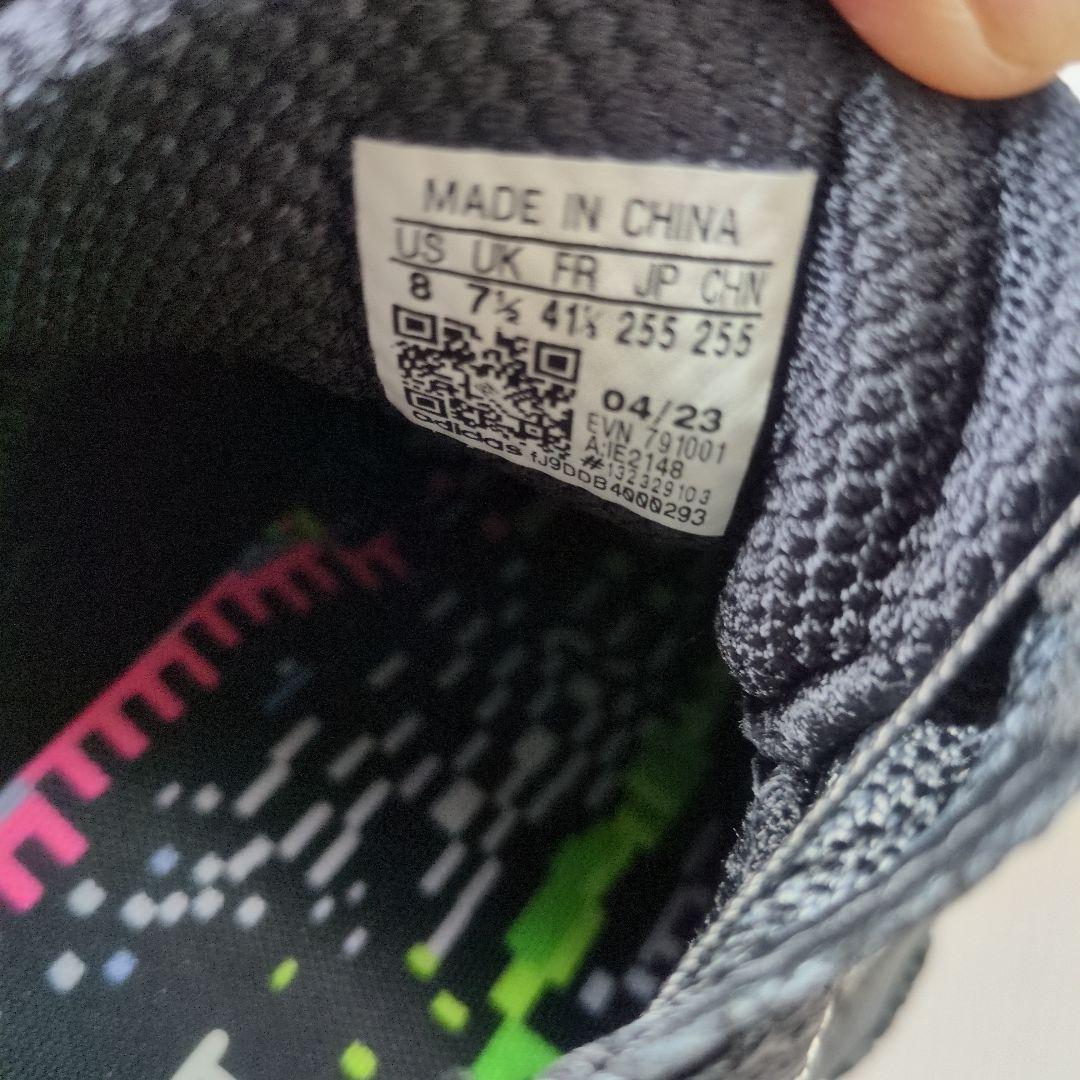 MADE IN CHINA
US UK FR JP CHN
8 7½ 41⅓ 255 255
04/23
EVN 791001
A:IE2148
#132329103
adidas fJ9DDB4000293